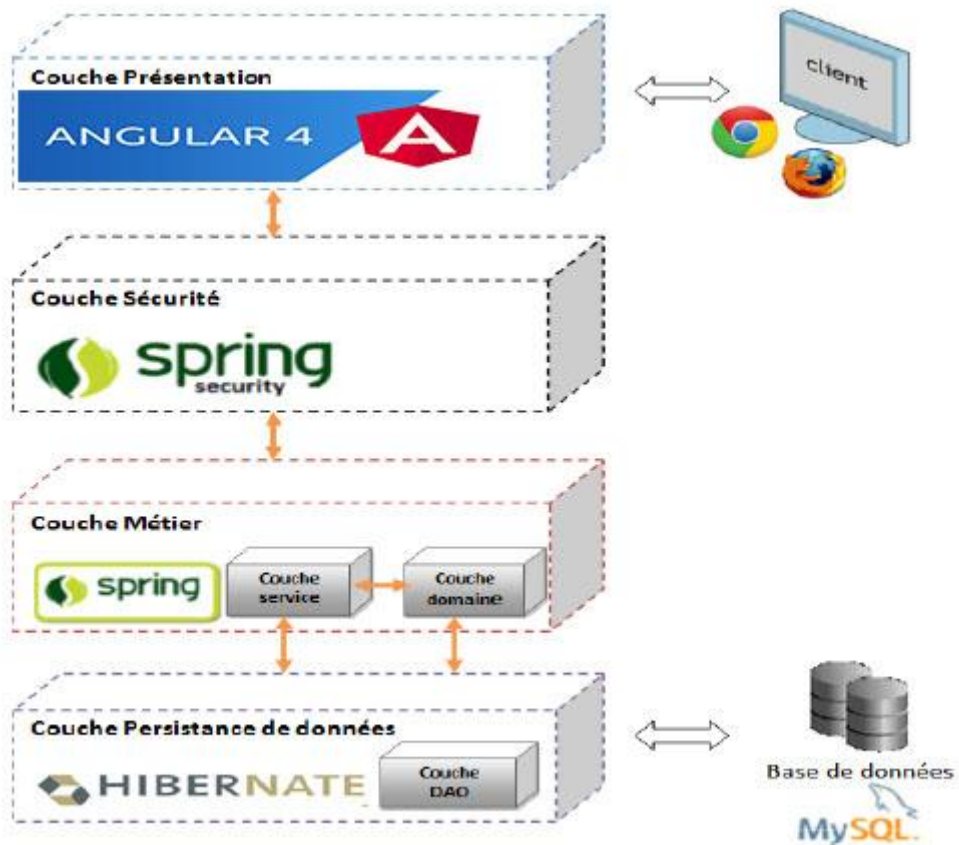 Couche Présentation
ANGULAR 4
A
client
Couche Sécurité
spring
security
Couche Métier
spring
Couche
service
Couche
domaine
Couche Persistance de données
HIBERNATE
Couche
DAO
Base de données
MySQL